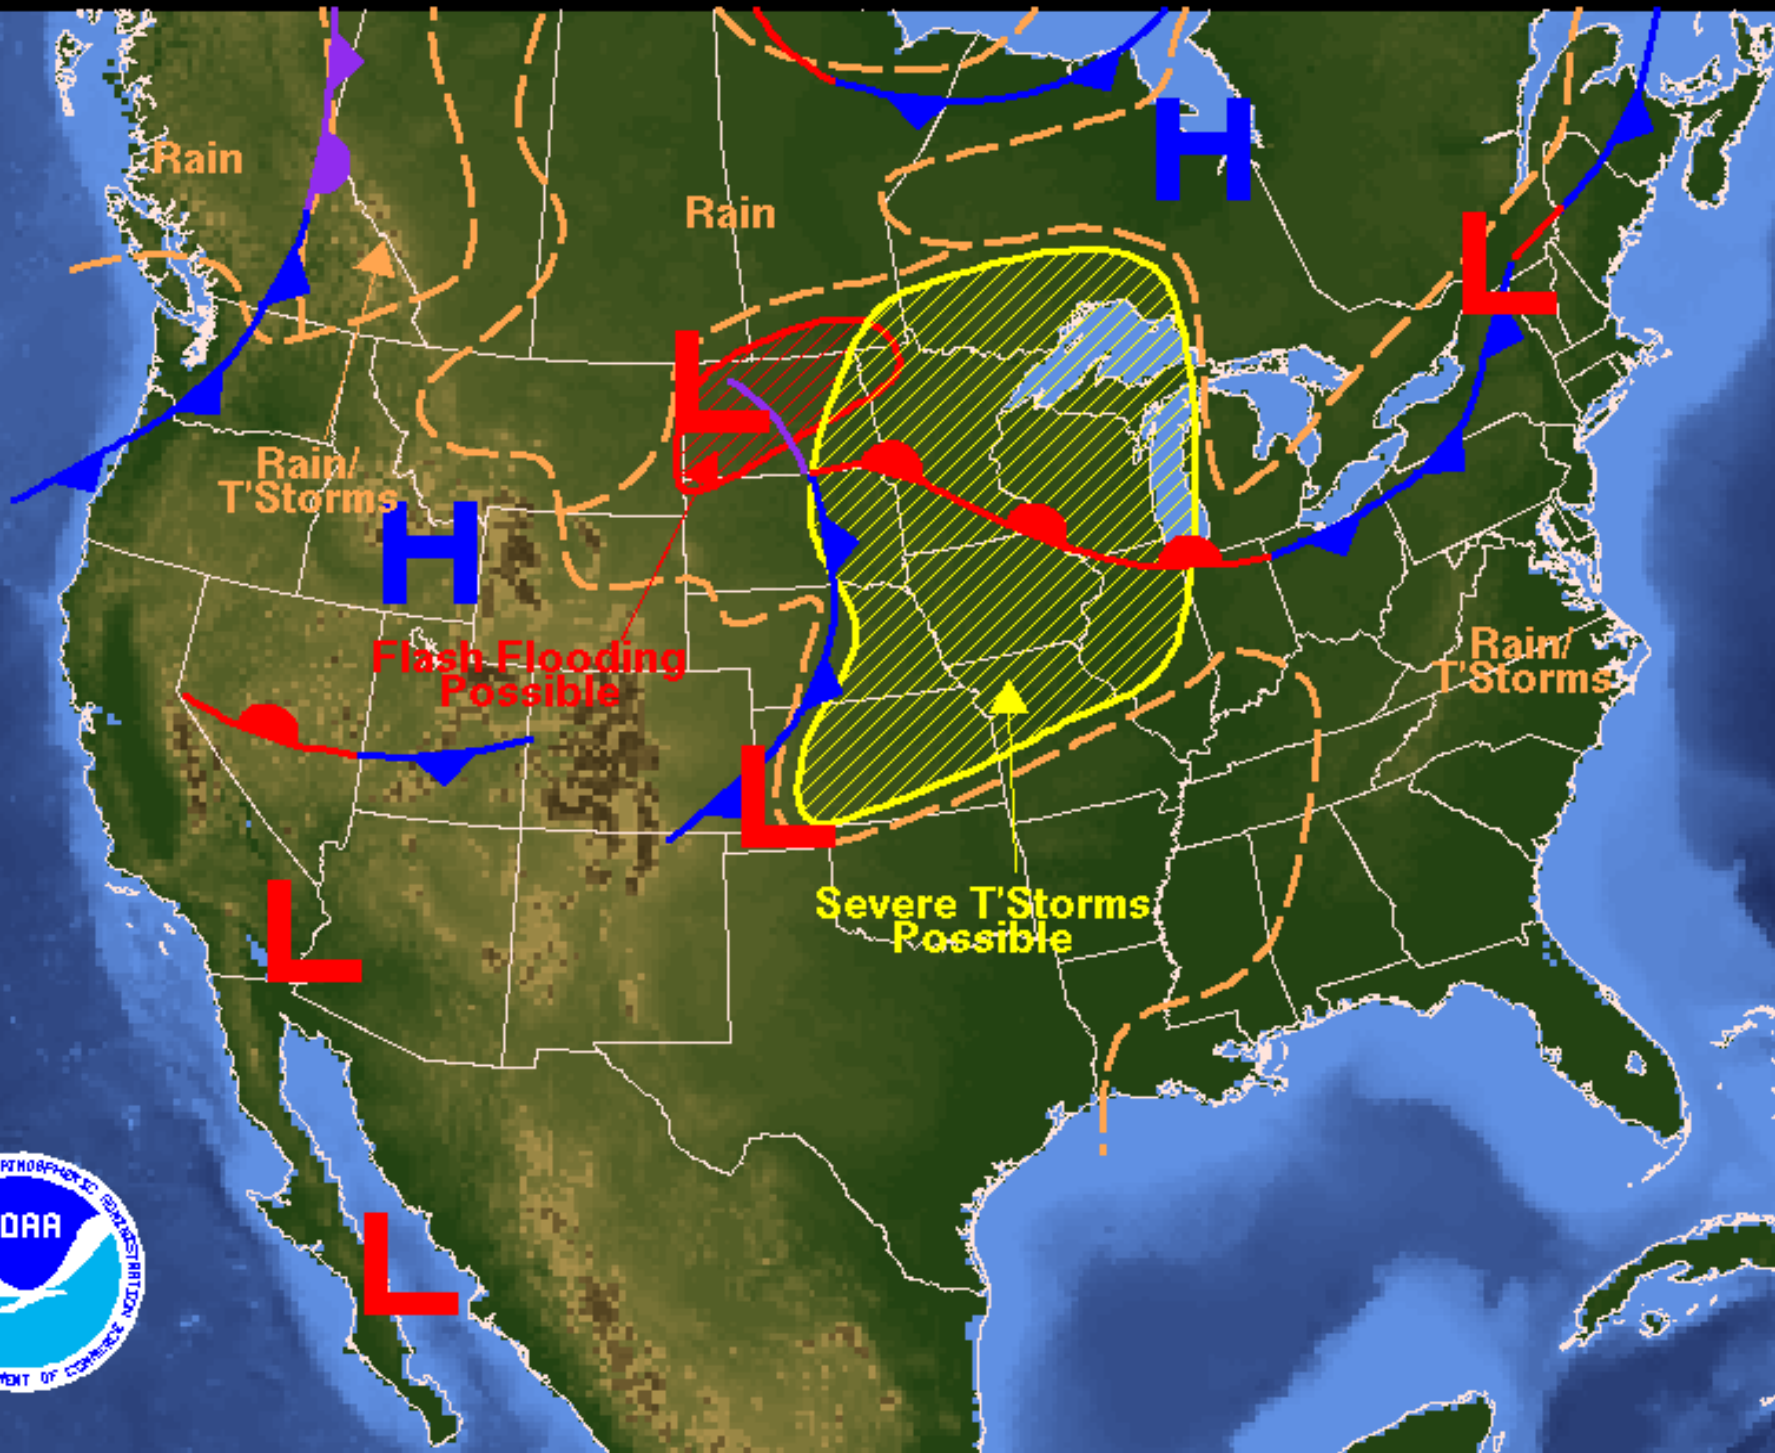 Rain
H
Rain
L
L
Rain/
T'Storms
H
Flash Flooding
Possible
Rain/
T'Storms
L
Severe T'Storms
Possible
L
L